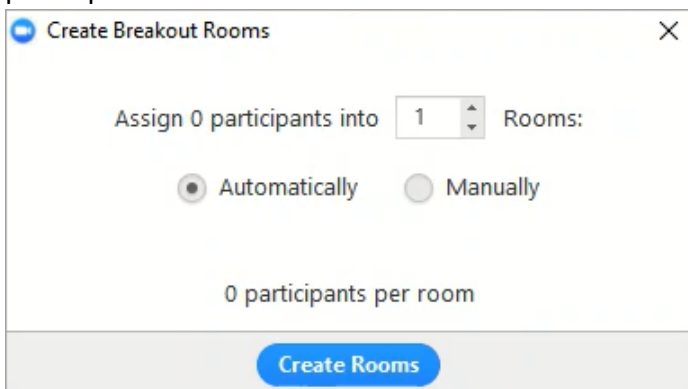 Create Breakout Rooms
Assign 0 participants into 1 Rooms:
Automatically Manually
0 participants per room
Create Rooms